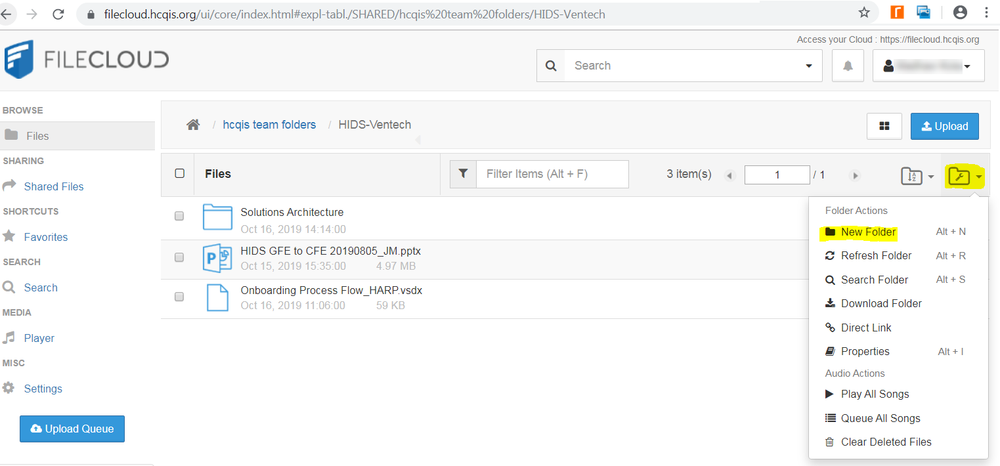 filecloud.hcqis.org/ui/core/index.html#expl-tabl./SHARED/hcqis%20team%20folders/HIDS-Ventech
Access your Cloud : https://filecloud.hcqis.org
FILECLOUD
Search
BROWSE
Files
SHARING
Shared Files
SHORTCUTS
Favorites
SEARCH
Search
MEDIA
Player
MISC
Settings
Upload Queue
/ hcqis team folders / HIDS-Ventech
Upload
Files
Filter Items (Alt + F)
3 item(s)
1 / 1
Solutions Architecture
Oct 16, 2019 14:14:00
HIDS GFE to CFE 20190805_JM.pptx
Oct 15, 2019 15:35:00 4.97 MB
Onboarding Process Flow_HARP.vsdx
Oct 16, 2019 11:06:00 59 KB
Folder Actions
New Folder Alt + N
Refresh Folder Alt + R
Search Folder Alt + S
Download Folder
Direct Link
Properties Alt + I
Audio Actions
Play All Songs
Queue All Songs
Clear Deleted Files